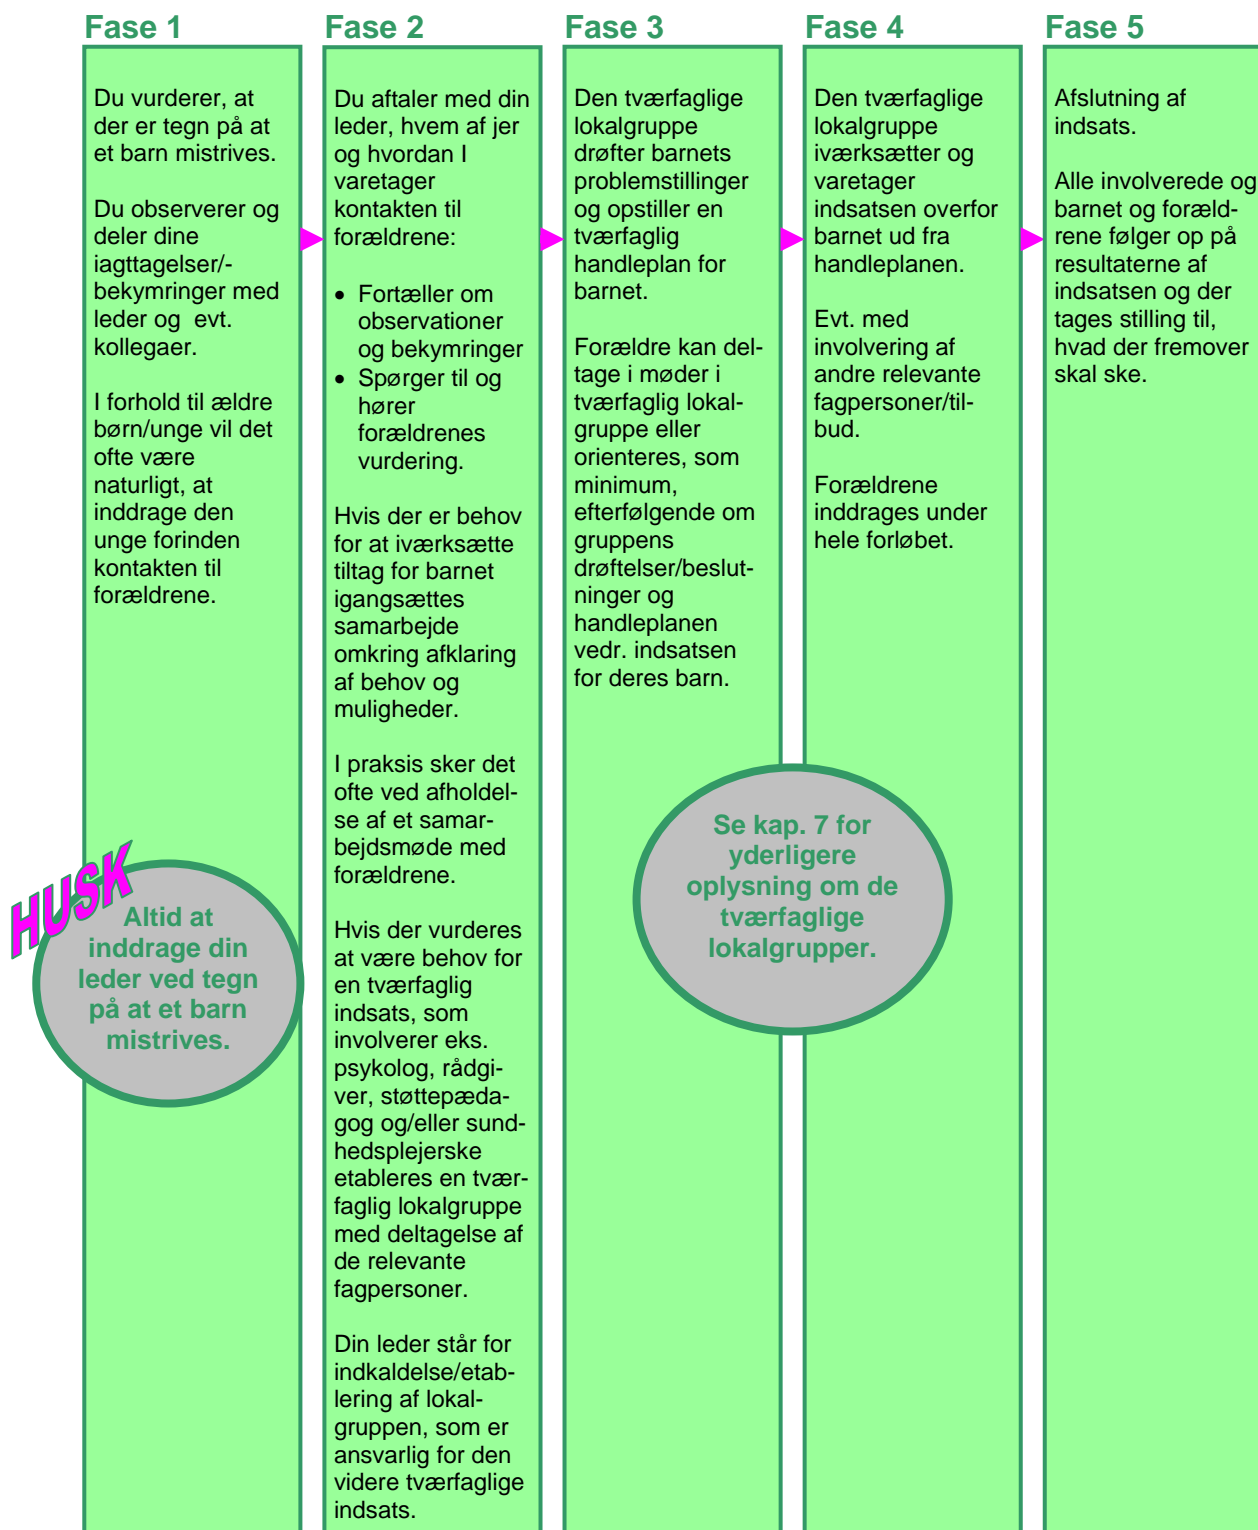 Fase 1
Du vurderer, at
der er tegn på at
et barn mistrives.
Du observerer og
deler dine
iagttagelser/-
bekymringer med
leder og evt.
kollegaer.
I forhold til ældre
børn/unge vil det
ofte være
naturligt, at
inddrage den
unge forinden
kontakten til
forældrene.
HUSK
Altid at
inddrage din
leder ved tegn
på at et barn
mistrives.
Fase 2
Du aftaler med din
leder, hvem af jer
og hvordan I
varetager
kontakten til
forældrene:
• Fortæller om
observationer
og bekymringer
• Spørger til og
hører
forældrenes
vurdering.
Hvis der er behov
for at iværksætte
tiltag for barnet
igangsættes
samarbejde
omkring afklaring
af behov og
muligheder.
I praksis sker det
ofte ved afholdel-
se af et samar-
bejdsmøde med
forældrene.
Hvis der vurderes
at være behov for
en tværfaglig
indsats, som
involverer eks.
psykolog, rådgi-
ver, støttepæda-
gog og/eller sund-
hedsplejerske
etableres en tvær-
faglig lokalgruppe
med deltagelse af
de relevante
fagpersoner.
Din leder står for
indkaldelse/etab-
lering af lokal-
gruppen, som er
ansvarlig for den
videre tværfaglige
indsats.
Fase 3
Den tværfaglige
lokalgruppe
drøfter barnets
problemstillinger
og opstiller en
tværfaglig
handleplan for
barnet.
Forældre kan del-
tage i møder i
tværfaglig lokal-
gruppe eller
orienteres, som
minimum,
efterfølgende om
gruppens
drøftelser/beslut-
ninger og
handleplanen
vedr. indsatsen
for deres barn.
Fase 4
Den tværfaglige
lokalgruppe
iværksætter og
varetager
indsatsen overfor
barnet ud fra
handleplanen.
Evt. med
involvering af
andre relevante
fagpersoner/til-
bud.
Forældrene
inddrages under
hele forløbet.
Se kap. 7 for
yderligere
oplysning om de
tværfaglige
lokalgrupper.
Fase 5
Afslutning af
indsats.
Alle involverede og
barnet og foræld-
rene følger op på
resultaterne af
indsatsen og der
tages stilling til,
hvad der fremover
skal ske.